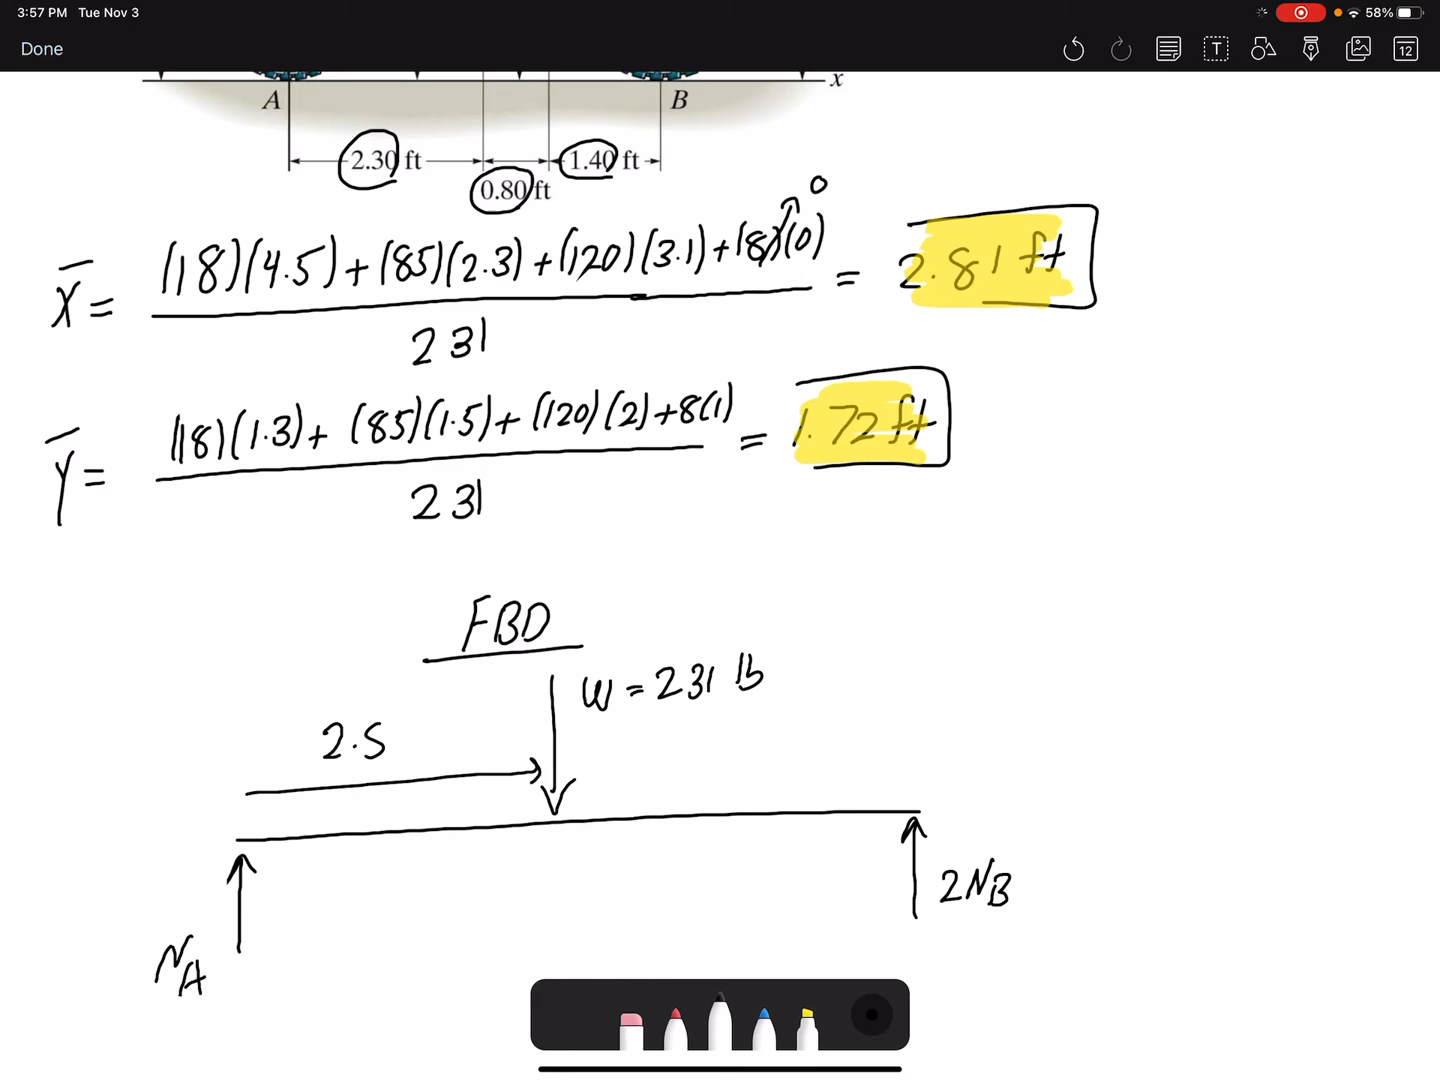 3:57 PM Tue Nov 3
58%
Done
T
12
A
B
x
2.30 ft
1.40 ft
0.80 ft
0
X̄ = (18)(4.5) + (85)(2.3) + (120)(3.1) + (8)(0) = 2.81 ft
231
Ȳ = (18)(1.3) + (85)(1.5) + (120)(2) + 8(1) = 1.72 ft
231
FBD
W = 231 lb
2.5
2NB
NA